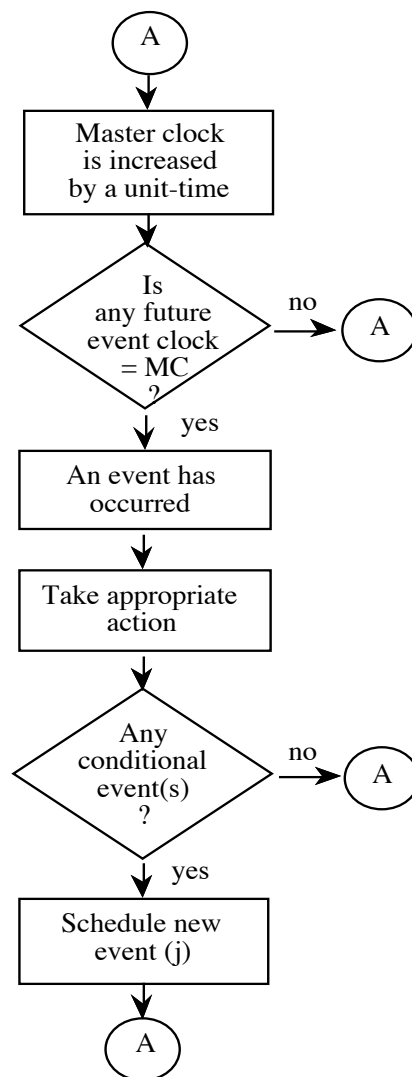 A
Master clock
is increased
by a unit-time
Is
any future
event clock
= MC
?
no
A
yes
An event has
occurred
Take appropriate
action
Any
conditional
event(s)
?
no
A
yes
Schedule new
event (j)
A